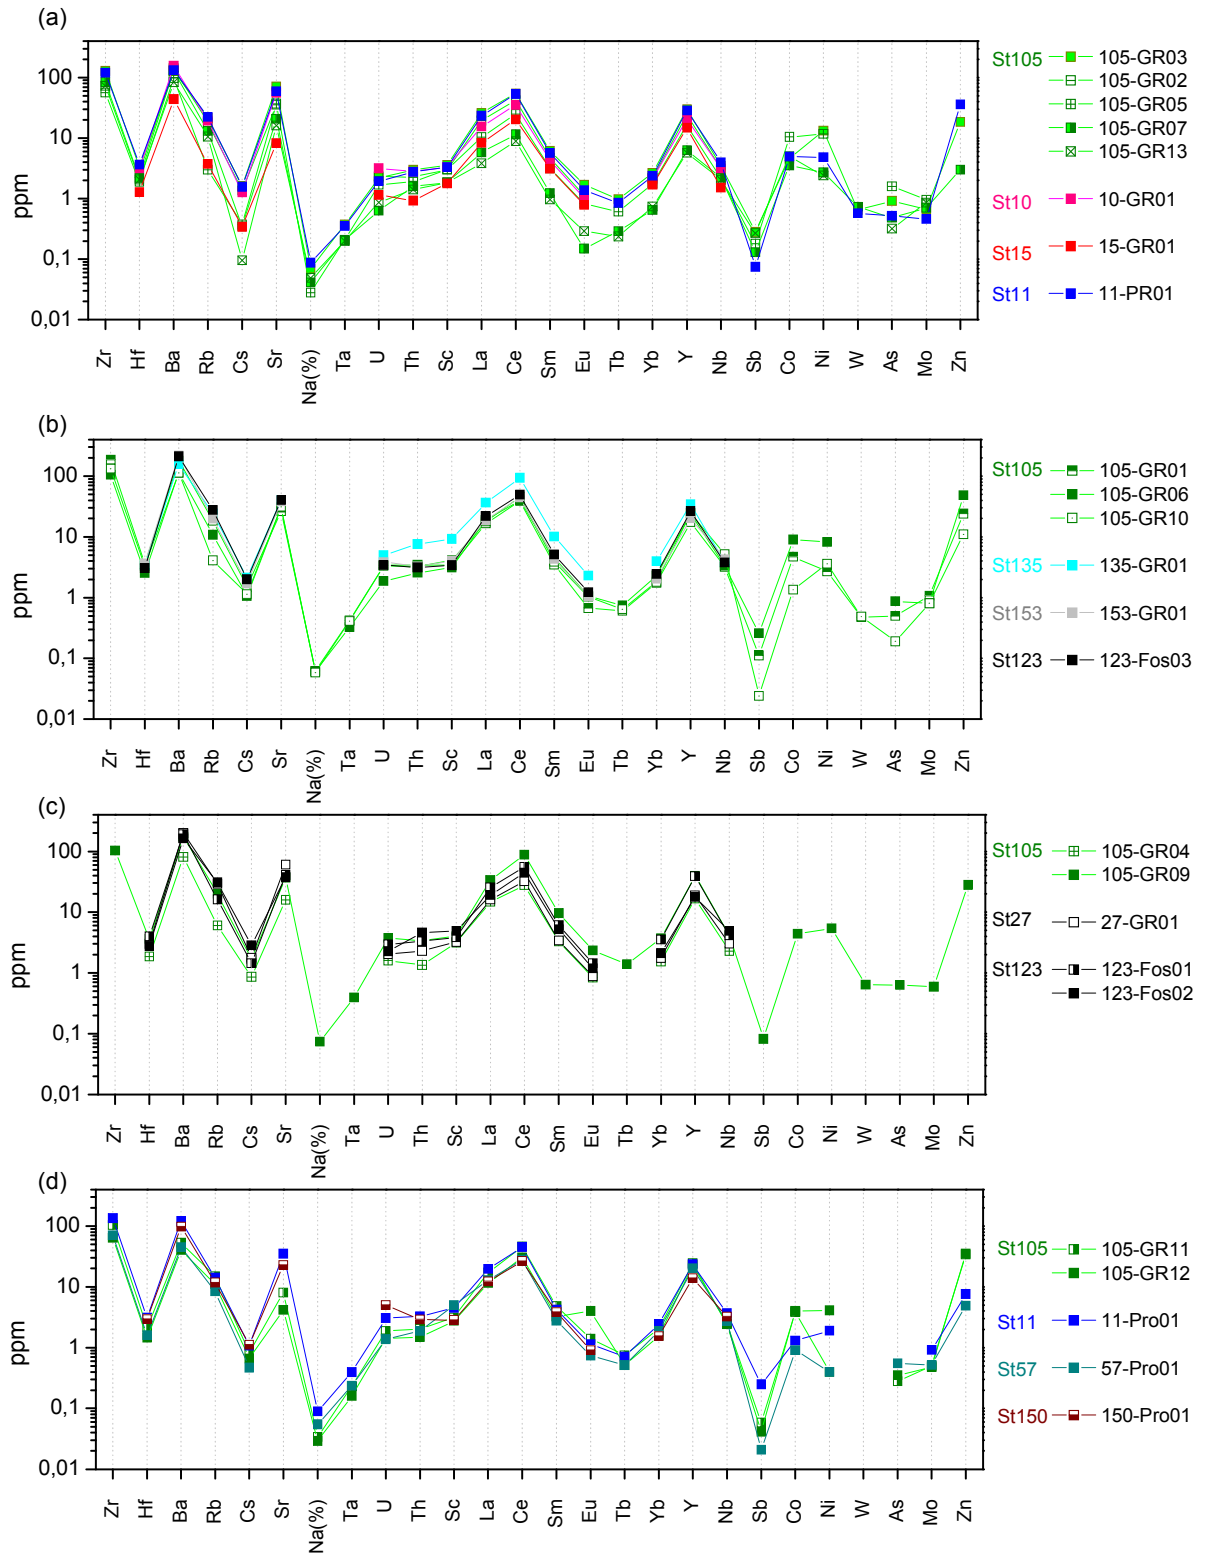 (a)
100
10
1
0,1
0,01
ppm
Zr Hf Ba Rb Cs Sr Na(%) Ta U Th Sc La Ce Sm Eu Tb Yb Y Nb Sb Co Ni W As Mo Zn
St105 105-GR03
105-GR02
105-GR05
105-GR07
105-GR13
St10 10-GR01
St15 15-GR01
St11 11-PR01
(b)
100
10
1
0,1
0,01
ppm
Zr Hf Ba Rb Cs Sr Na(%) Ta U Th Sc La Ce Sm Eu Tb Yb Y Nb Sb Co Ni W As Mo Zn
St105 105-GR01
105-GR06
105-GR10
St135 135-GR01
St153 153-GR01
St123 123-Fos03
(c)
100
10
1
0,1
0,01
Zr Hf Ba Rb Cs Sr Na(%) Ta U Th Sc La Ce Sm Eu Tb Yb Y Nb Sb Co Ni W As Mo Zn
St105 105-GR04
105-GR09
St27 27-GR01
St123 123-Fos01
123-Fos02
(d)
100
10
1
0,1
0,01
ppm
Zr Hf Ba Rb Cs Sr Na(%) Ta U Th Sc La Ce Sm Eu Tb Yb Y Nb Sb Co Ni W As Mo Zn
St105 105-GR11
105-GR12
St11 11-Pro01
St57 57-Pro01
St150 150-Pro01